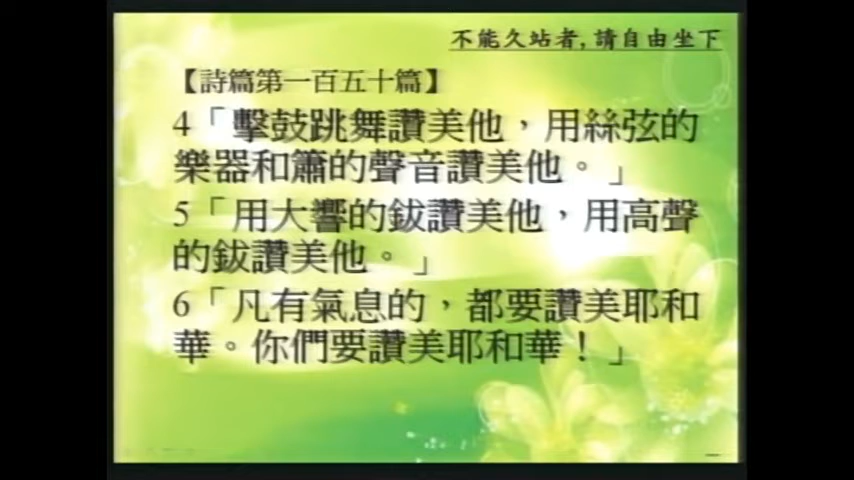 不能久站者,請自由坐下
【詩篇第一百五十篇】
4「擊鼓跳舞讚美他，用絲弦的
樂器和簫的聲音讚美他。」
5「用大響的鈸讚美他，用高聲
的鈸讚美他。」
6「凡有氣息的，都要讚美耶和
華。你們要讚美耶和華！」